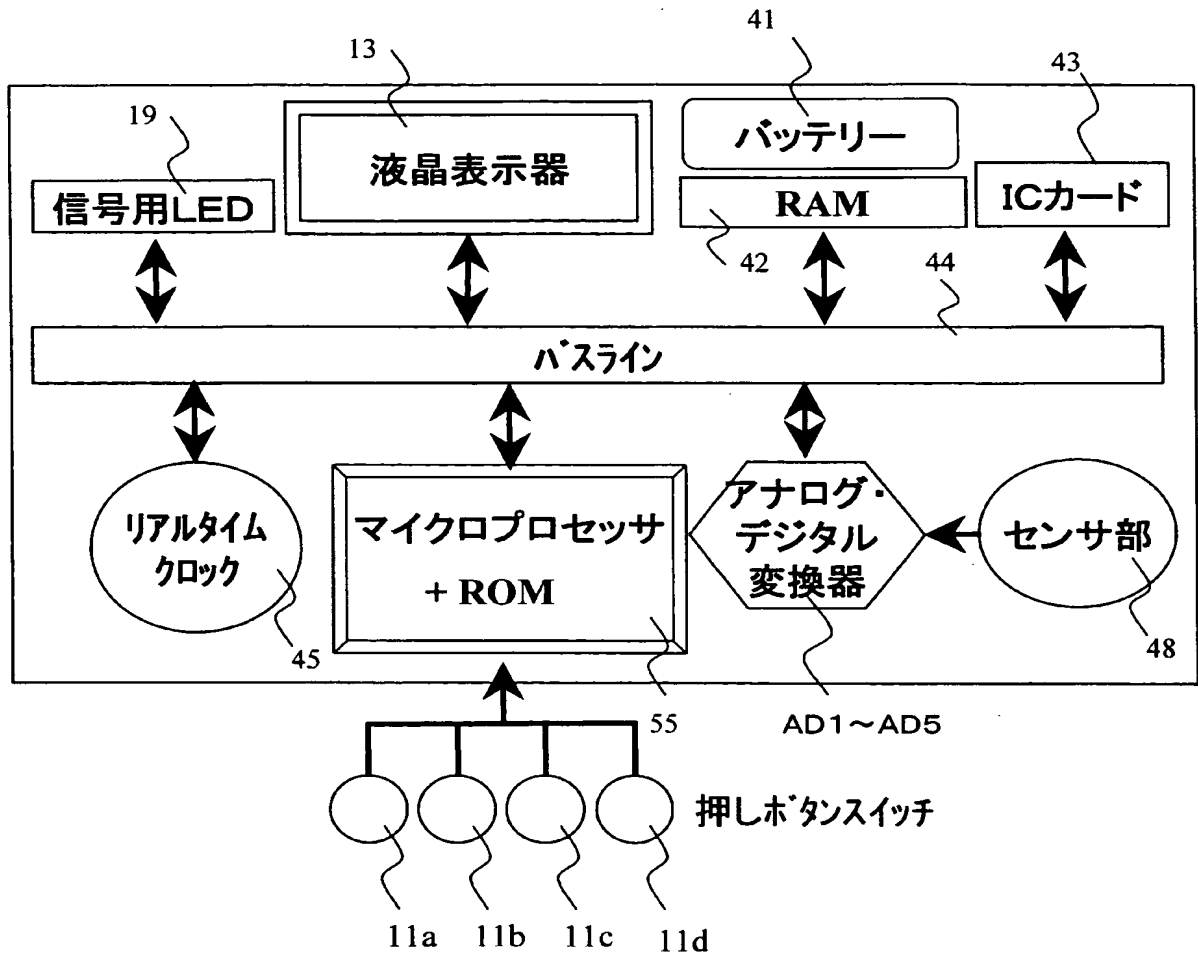 13
41
43
19
信号用LED
液晶表示器
バッテリー
RAM
ICカード
42
44
バスライン
リアルタイム
クロック
マイクロプロセッサ
+ROM
アナログ・
デジタル
変換器
センサ部
45
48
55
AD1~AD5
押しボタンスイッチ
11a
11b
11c
11d